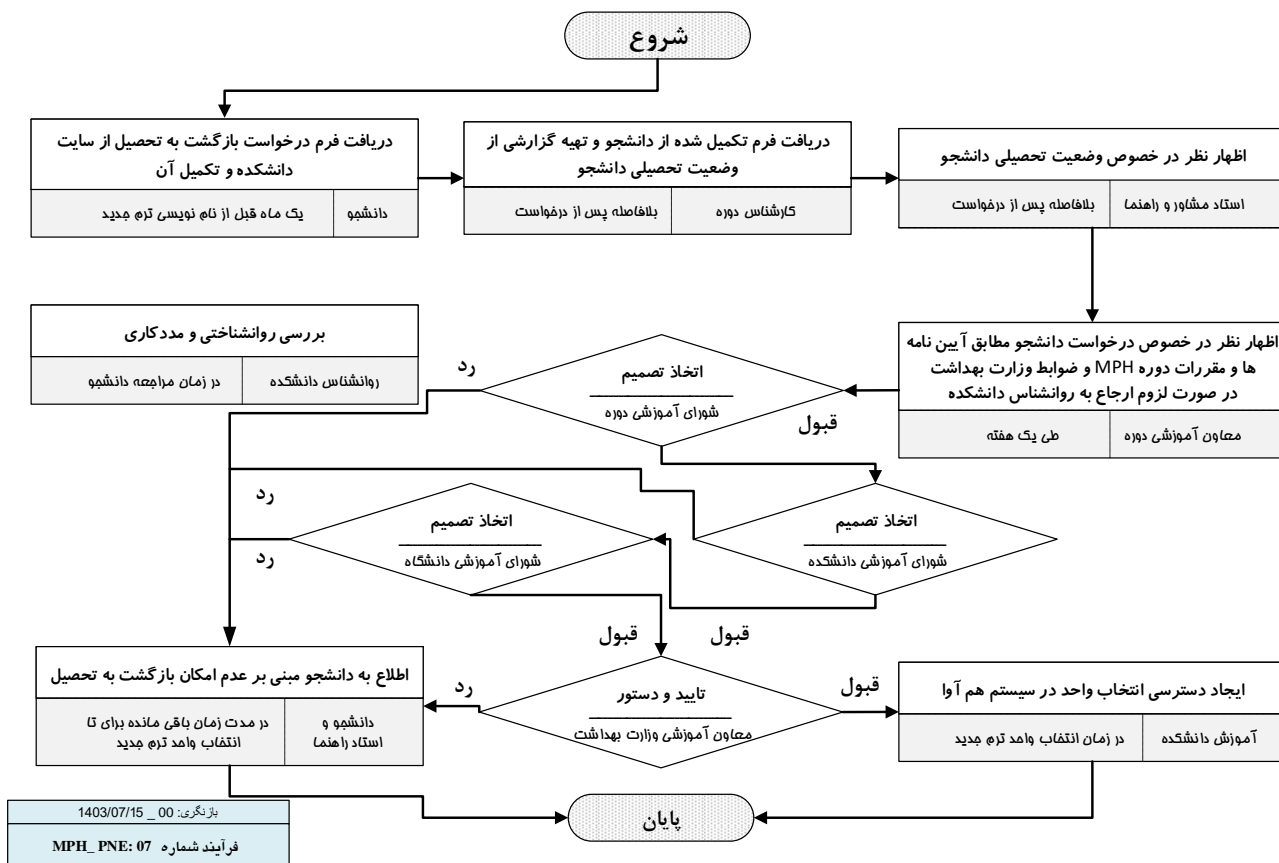 شروع
دریافت فرم درخواست بازگشت به تحصیل از سایت
دانشکده و تکمیل آن
دانشجو
یک ماه قبل از نام نویسی ترم جدید
دریافت فرم تکمیل شده از دانشجو و تهیه گزارشی از
وضعیت تحصیلی دانشجو
کارشناس دوره
بلافاصله پس از درخواست
اظهار نظر در خصوص وضعیت تحصیلی دانشجو
استاد مشاور و راهنما
بلافاصله پس از درخواست
اظهار نظر در خصوص درخواست دانشجو مطابق آیین نامه
ها و مقررات دوره MPH و ضوابط وزارت بهداشت
در صورت لزوم ارجاع به روانشناس دانشکده
معاون آموزشی دوره
طی یک هفته
بررسی روانشناختی و مددکاری
روانشناس دانشکده
در زمان مراجعه دانشجو
اتخاذ تصمیم
شورای آموزشی دوره
رد
قبول
اتخاذ تصمیم
شورای آموزشی دانشکده
رد
قبول
اتخاذ تصمیم
شورای آموزشی دانشگاه
رد
قبول
تایید و دستور
معاون آموزشی وزارت بهداشت
رد
قبول
ایجاد دسترسی انتخاب واحد در سیستم هم آوا
آموزش دانشکده
در زمان انتخاب واحد ترم جدید
اطلاع به دانشجو مبنی بر عدم امکان بازگشت به تحصیل
دانشجو و
استاد راهنما
در مدت زمان باقی مانده برای تا
انتخاب واحد ترم جدید
پایان
بازنگری: 00 _ 1403/07/15
فرآیند شماره MPH_ PNE: 07